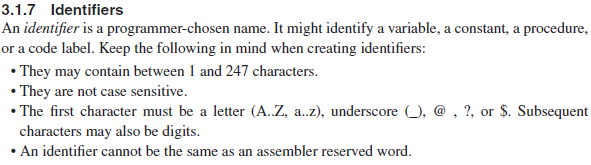 3.1.7 Identifiers
An identifier is a programmer-chosen name. It might identify a variable, a constant, a procedure,
or a code label. Keep the following in mind when creating identifiers:
• They may contain between 1 and 247 characters.
• They are not case sensitive.
• The first character must be a letter (A..Z, a..z), underscore (_), @ , ?, or $. Subsequent
characters may also be digits.
• An identifier cannot be the same as an assembler reserved word.